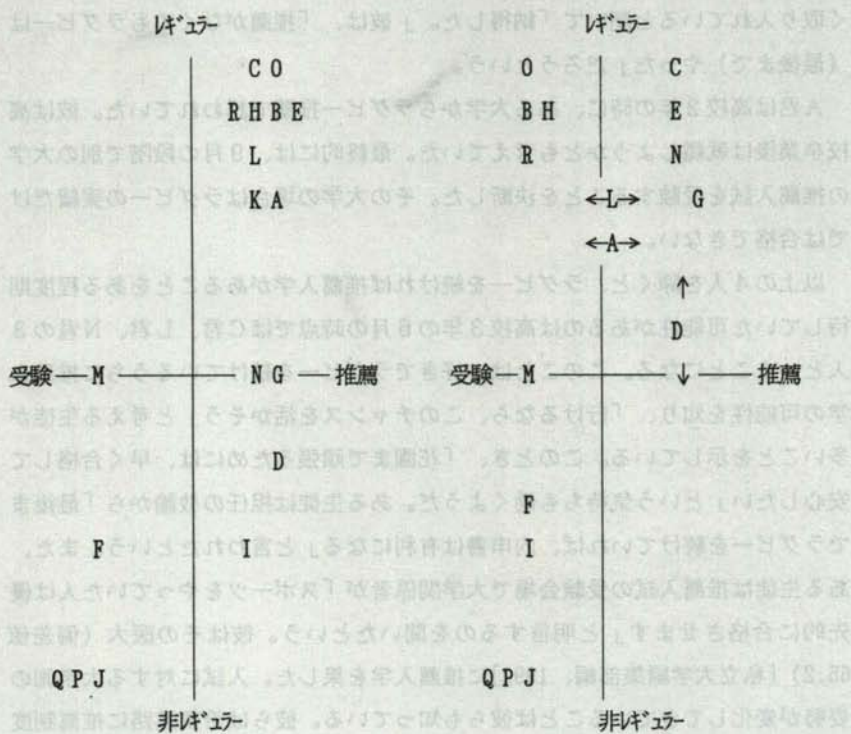 ﾚｷﾞｭﾗｰ ﾚｷﾞｭﾗｰ
C O O C
R H B E B H E
L R N
K A ←L→ G
←A→
↑
D
受験 M N G 推薦 受験 M ↓ 推薦
D
F
F I I
Q P J Q P J
非ﾚｷﾞｭﾗｰ 非ﾚｷﾞｭﾗｰ